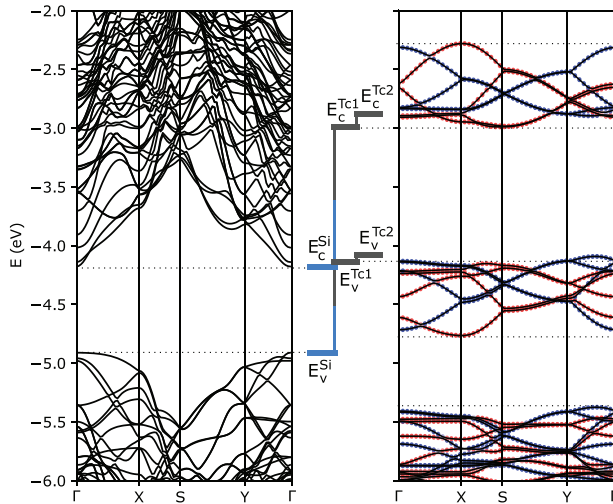 −2.0
−2.5
−3.0
−3.5
−4.0
−4.5
−5.0
−5.5
−6.0
E (eV)
Γ X S Y Γ
E_c^Tc1 E_c^Tc2
E_c^Si E_v^Tc2
E_v^Tc1
E_v^Si
Γ X S Y